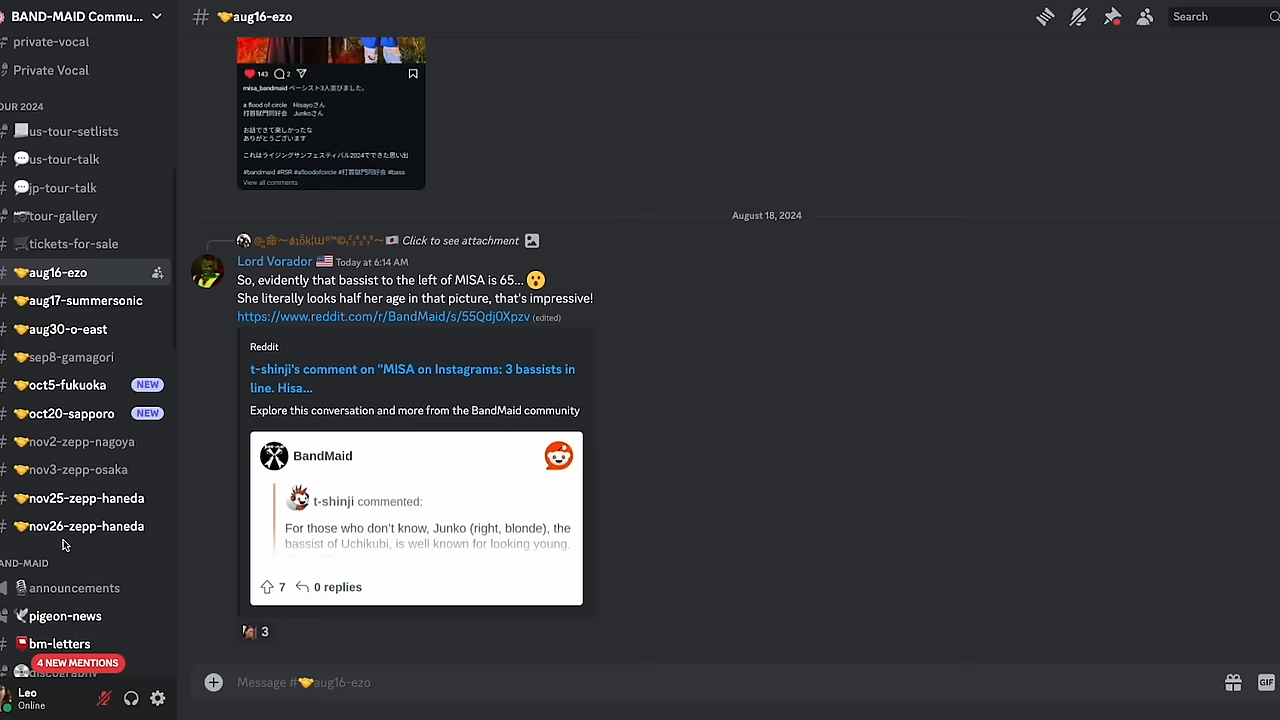 BAND-MAID Commu...
private-vocal
Private Vocal
OUR 2024
us-tour-setlists
us-tour-talk
jp-tour-talk
tour-gallery
tickets-for-sale
aug16-ezo
aug17-summersonic
aug30-o-east
sep8-gamagori
oct5-fukuoka NEW
oct20-sapporo NEW
nov2-zepp-nagoya
nov3-zepp-osaka
nov25-zepp-haneda
nov26-zepp-haneda
AND-MAID
announcements
pigeon-news
bm-letters
4 NEW MENTIONS
discography
Leo
Online
# aug16-ezo
Search
143 2
misa_bandmaid ベーシスト3人並びました。
a flood of circle Hisayoさん
打首獄門同好会 Junkoさん
お話できて楽しかったな
ありがとうございます
これはライジングサンフェスティバル2024でできた思い出
#bandmaid #RSR #afloodofcircle #打首獄門同好会 #bass
View all comments
August 18, 2024
Click to see attachment
Lord Vorador Today at 6:14 AM
So, evidently that bassist to the left of MISA is 65...
She literally looks half her age in that picture, that's impressive!
https://www.reddit.com/r/BandMaid/s/55Qdj0Xpzv (edited)
Reddit
t-shinji's comment on "MISA on Instagrams: 3 bassists in
line. Hisa...
Explore this conversation and more from the BandMaid community
BandMaid
t-shinji commented:
For those who don't know, Junko (right, blonde), the
bassist of Uchikubi, is well known for looking young.
7 0 replies
3
Message # aug16-ezo
GIF